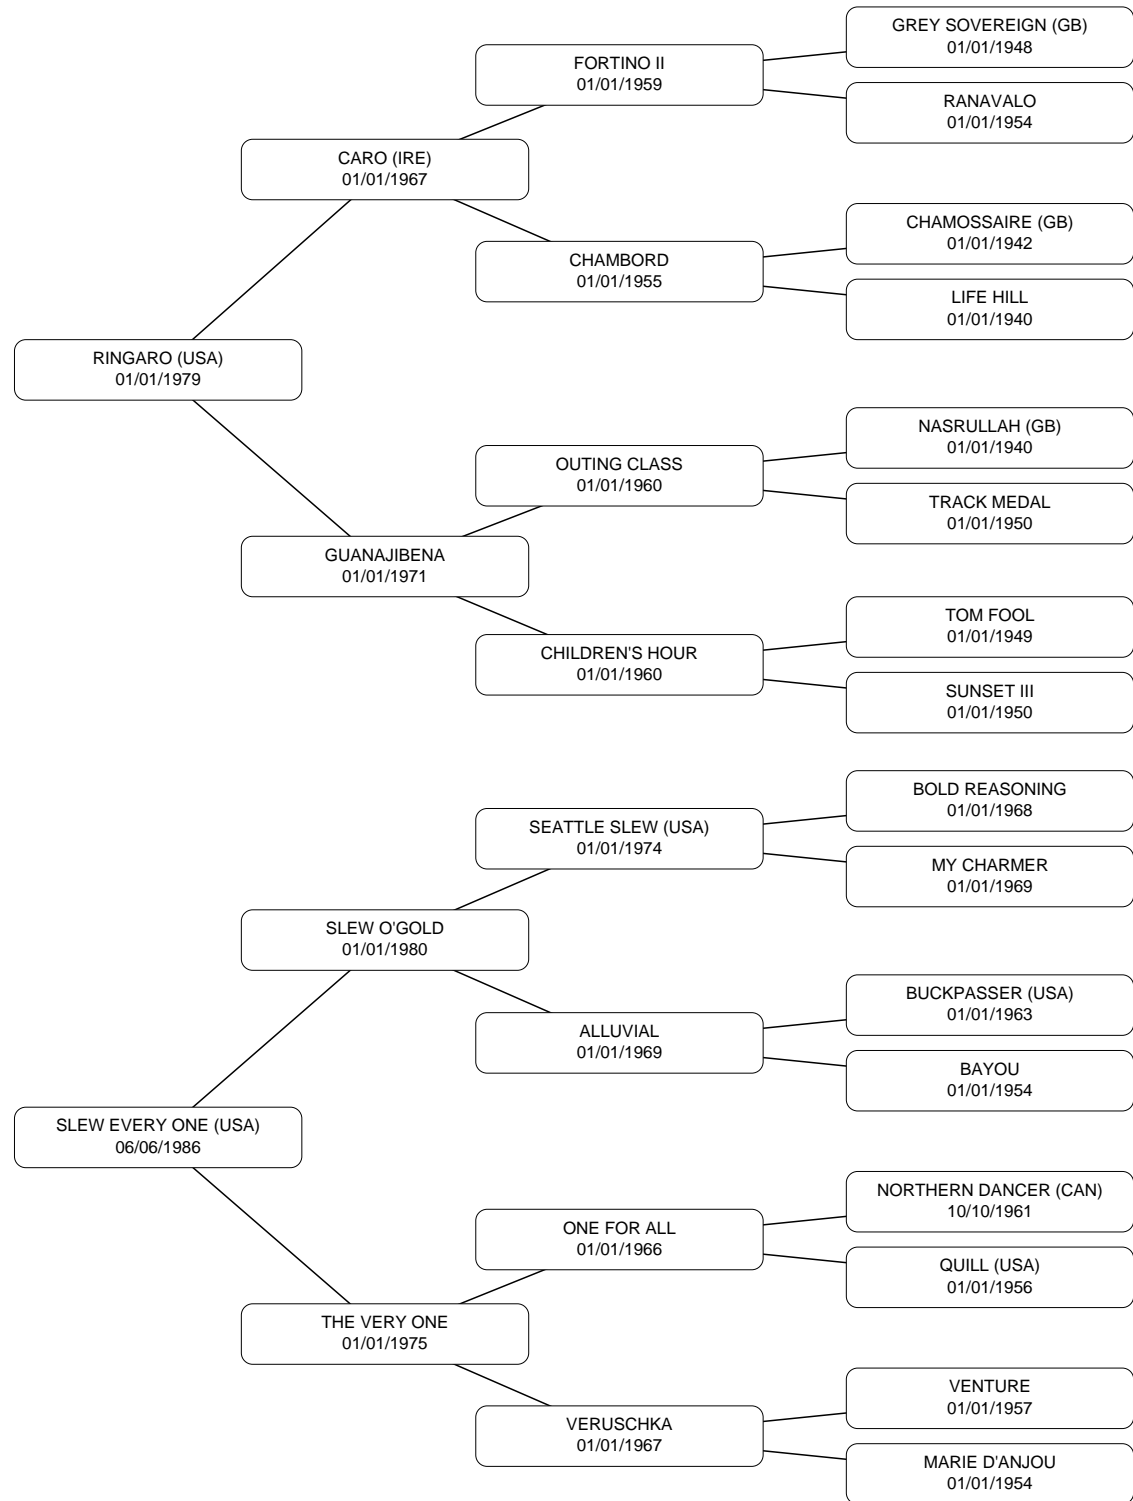 GREY SOVEREIGN (GB)
01/01/1948
FORTINO II
01/01/1959
RANAVALO
01/01/1954
CARO (IRE)
01/01/1967
CHAMOSSAIRE (GB)
01/01/1942
CHAMBORD
01/01/1955
LIFE HILL
01/01/1940
RINGARO (USA)
01/01/1979
NASRULLAH (GB)
01/01/1940
OUTING CLASS
01/01/1960
TRACK MEDAL
01/01/1950
GUANAJIBENA
01/01/1971
TOM FOOL
01/01/1949
CHILDREN'S HOUR
01/01/1960
SUNSET III
01/01/1950
BOLD REASONING
01/01/1968
SEATTLE SLEW (USA)
01/01/1974
MY CHARMER
01/01/1969
SLEW O'GOLD
01/01/1980
BUCKPASSER (USA)
01/01/1963
ALLUVIAL
01/01/1969
BAYOU
01/01/1954
SLEW EVERY ONE (USA)
06/06/1986
NORTHERN DANCER (CAN)
10/10/1961
ONE FOR ALL
01/01/1966
QUILL (USA)
01/01/1956
THE VERY ONE
01/01/1975
VENTURE
01/01/1957
VERUSCHKA
01/01/1967
MARIE D'ANJOU
01/01/1954